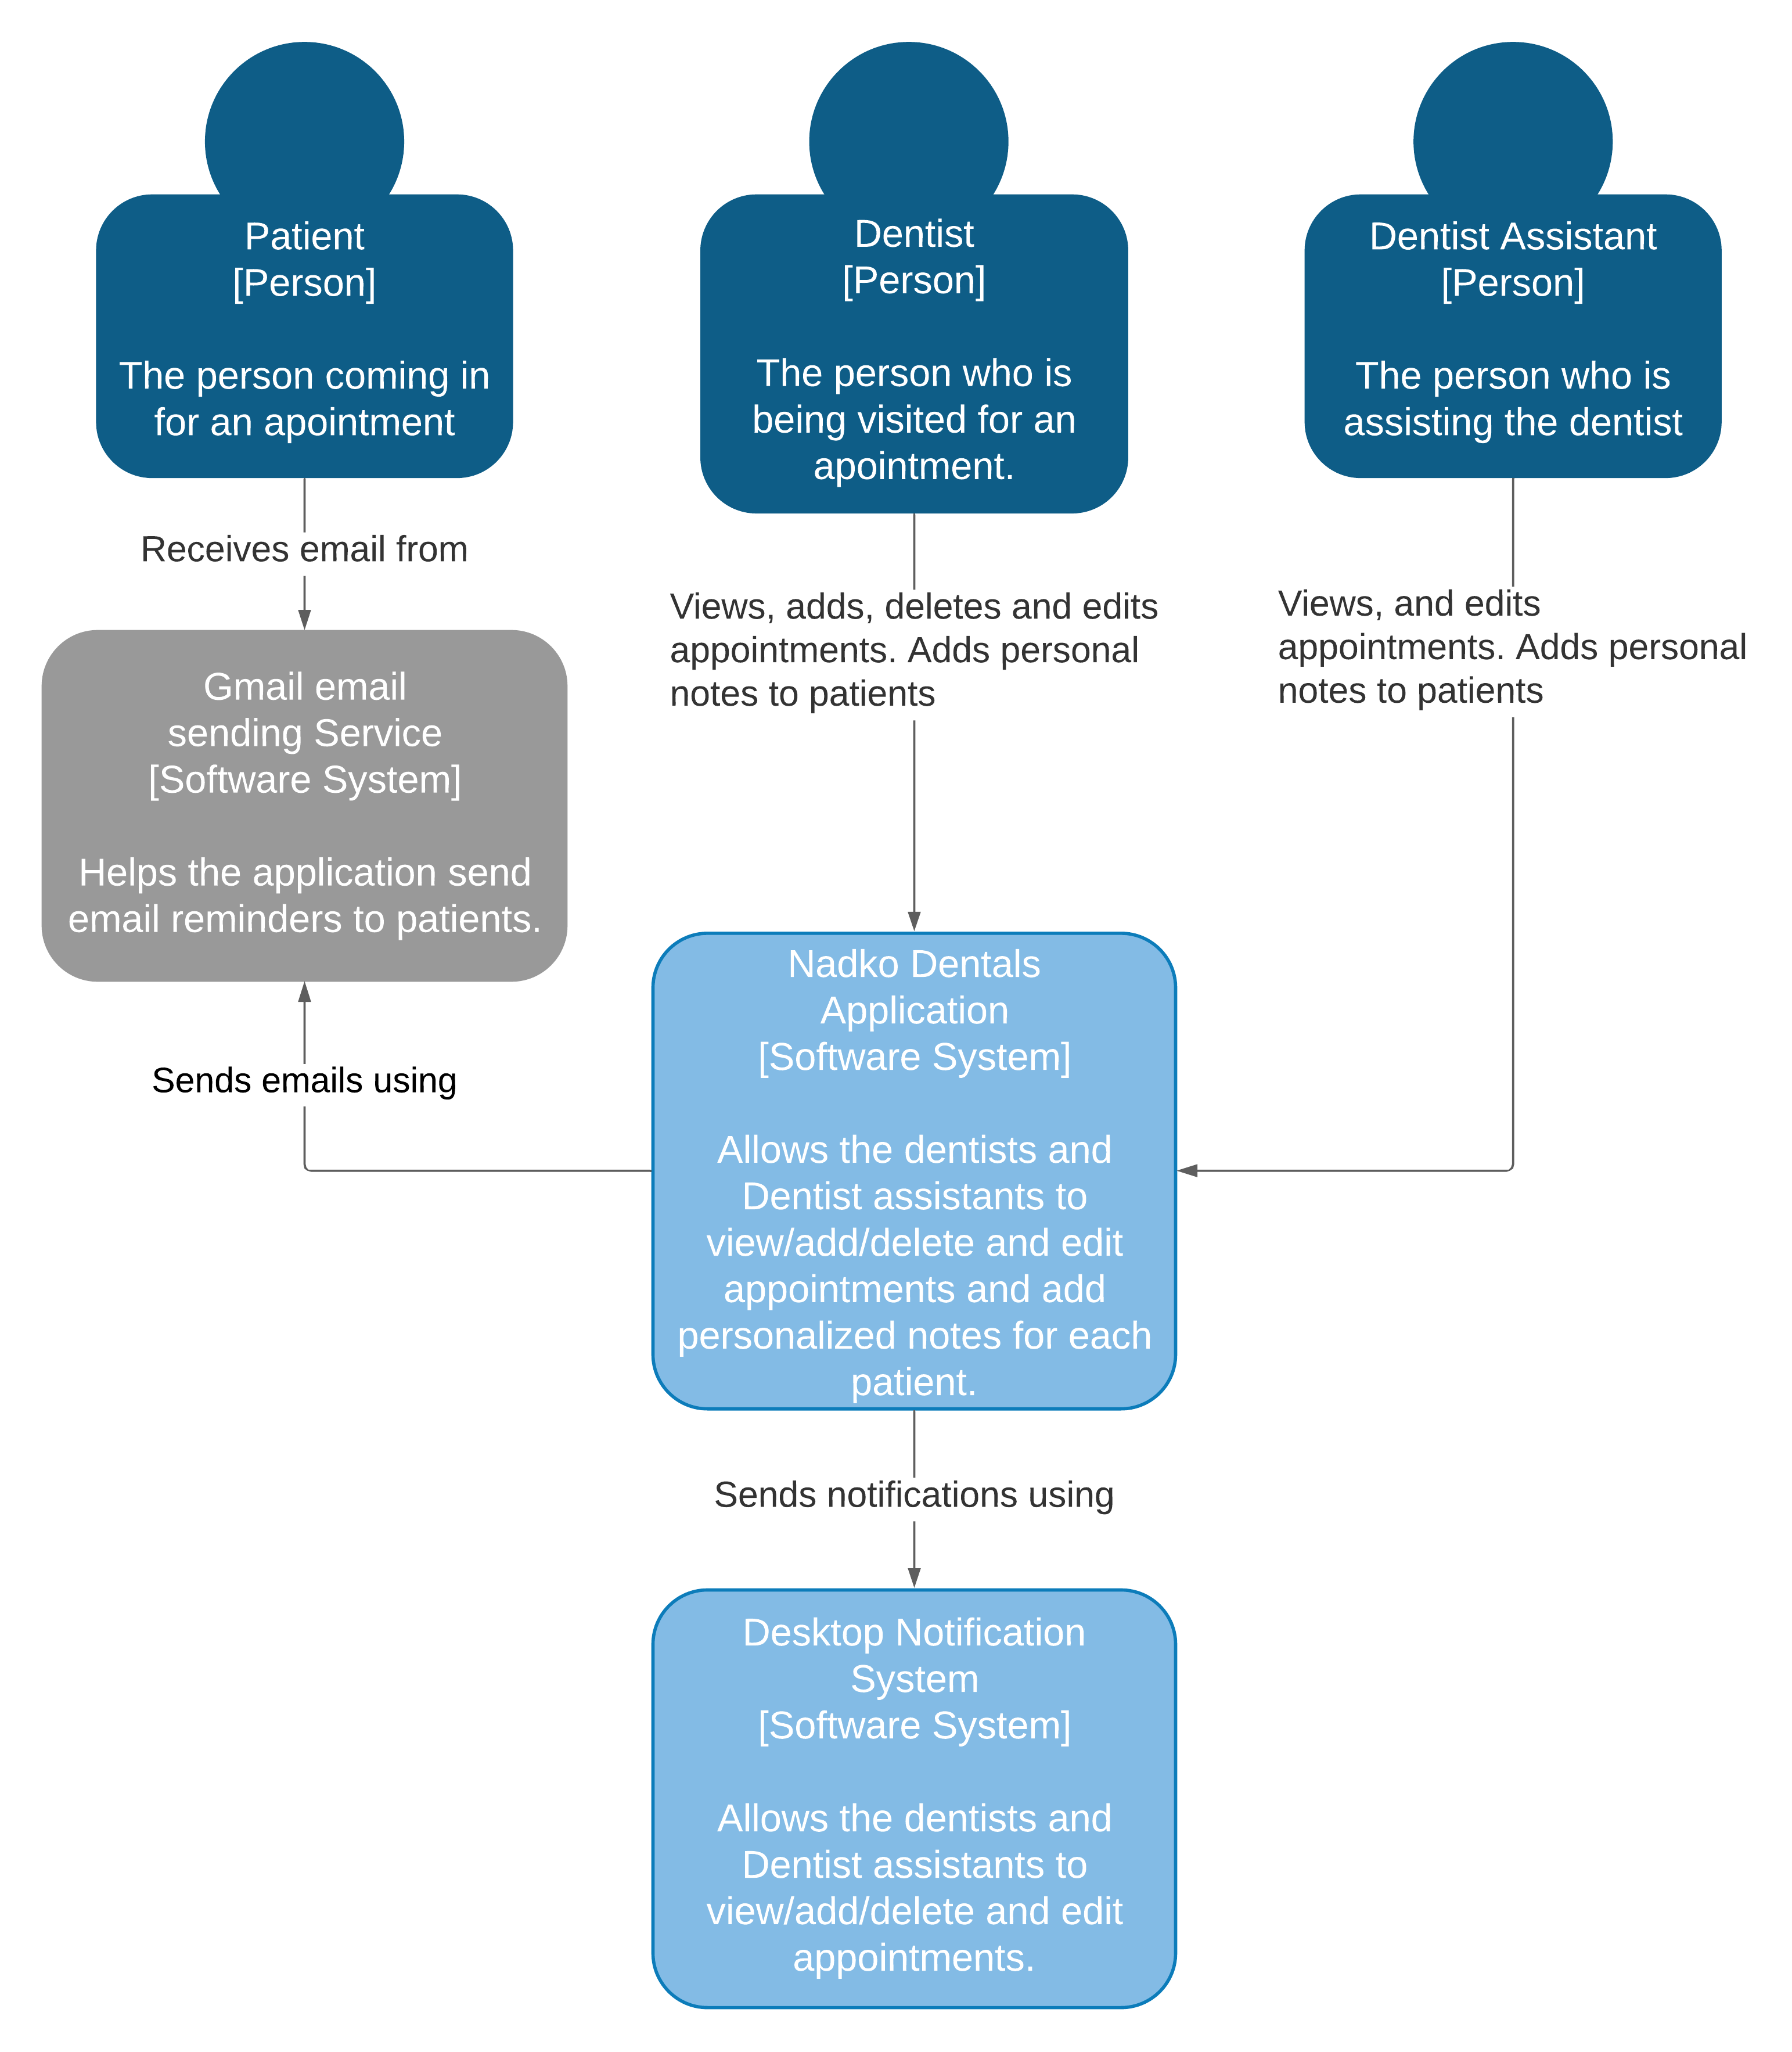 Patient
[Person]
The person coming in
for an apointment
Dentist
[Person]
The person who is
being visited for an
apointment.
Dentist Assistant
[Person]
The person who is
assisting the dentist
Receives email from
Views, adds, deletes and edits
appointments. Adds personal
notes to patients
Views, and edits
appointments. Adds personal
notes to patients
Gmail email
sending Service
[Software System]
Helps the application send
email reminders to patients.
Sends emails using
Nadko Dentals
Application
[Software System]
Allows the dentists and
Dentist assistants to
view/add/delete and edit
appointments and add
personalized notes for each
patient.
Sends notifications using
Desktop Notification
System
[Software System]
Allows the dentists and
Dentist assistants to
view/add/delete and edit
appointments.